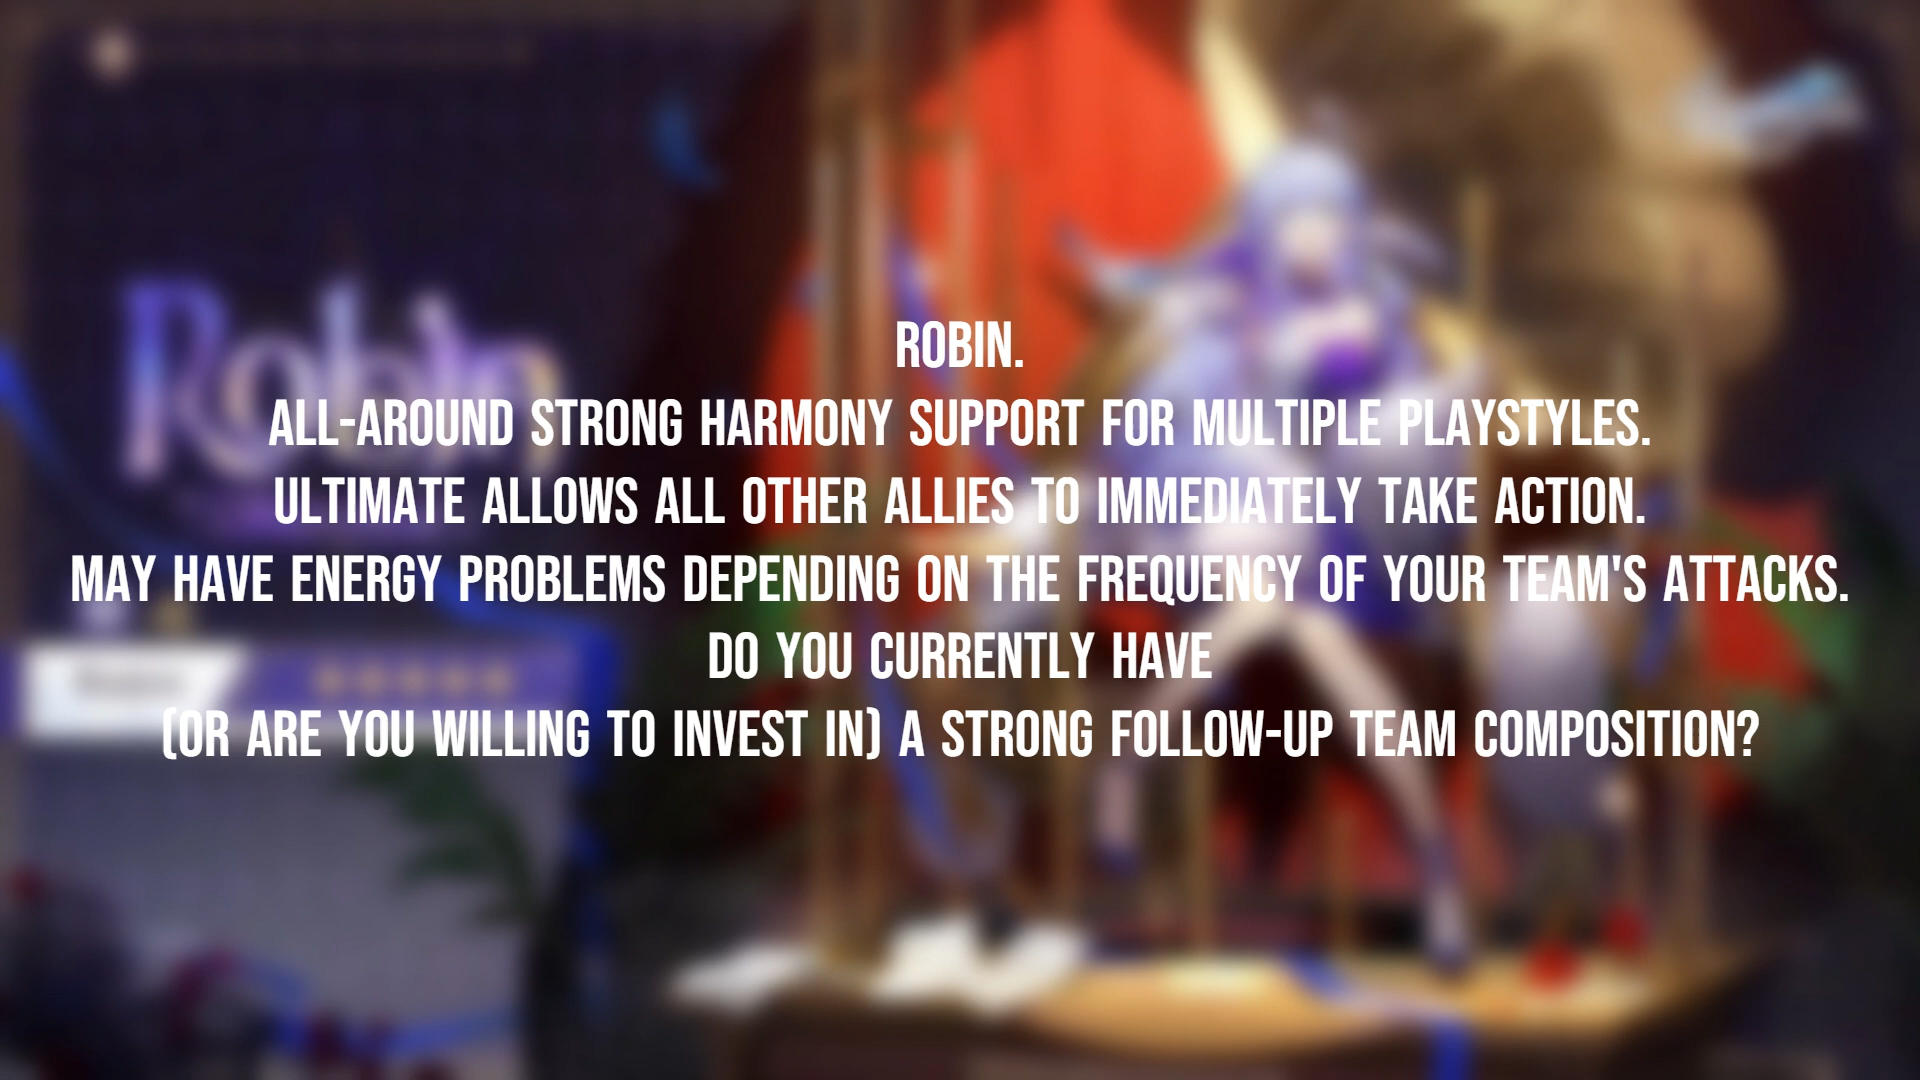 Robin
ROBIN.
ALL-AROUND STRONG HARMONY SUPPORT FOR MULTIPLE PLAYSTYLES.
ULTIMATE ALLOWS ALL OTHER ALLIES TO IMMEDIATELY TAKE ACTION.
MAY HAVE ENERGY PROBLEMS DEPENDING ON THE FREQUENCY OF YOUR TEAM'S ATTACKS.
DO YOU CURRENTLY HAVE
(OR ARE YOU WILLING TO INVEST IN) A STRONG FOLLOW-UP TEAM COMPOSITION?